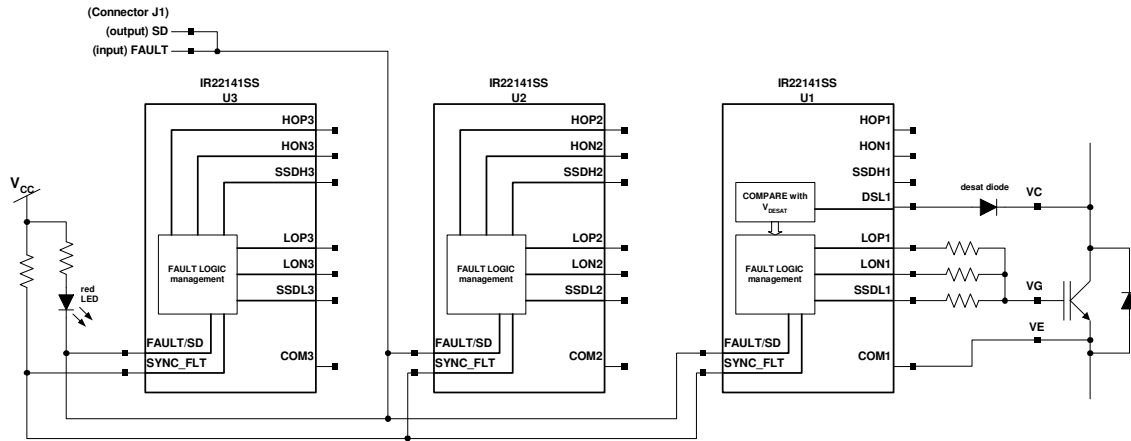 (Connector J1)
(output) SD
(input) FAULT
IR22141SS
U3
HOP3
HON3
SSDH3
LOP3
LON3
SSDL3
FAULT LOGIC
management
FAULT/SD
SYNC_FLT
COM3
VCC
red
LED
IR22141SS
U2
HOP2
HON2
SSDH2
LOP2
LON2
SSDL2
FAULT LOGIC
management
FAULT/SD
SYNC_FLT
COM2
IR22141SS
U1
HOP1
HON1
SSDH1
DSL1
COMPARE with
VDESAT
LOP1
LON1
SSDL1
FAULT LOGIC
management
FAULT/SD
SYNC_FLT
COM1
desat diode
VC
VG
VE